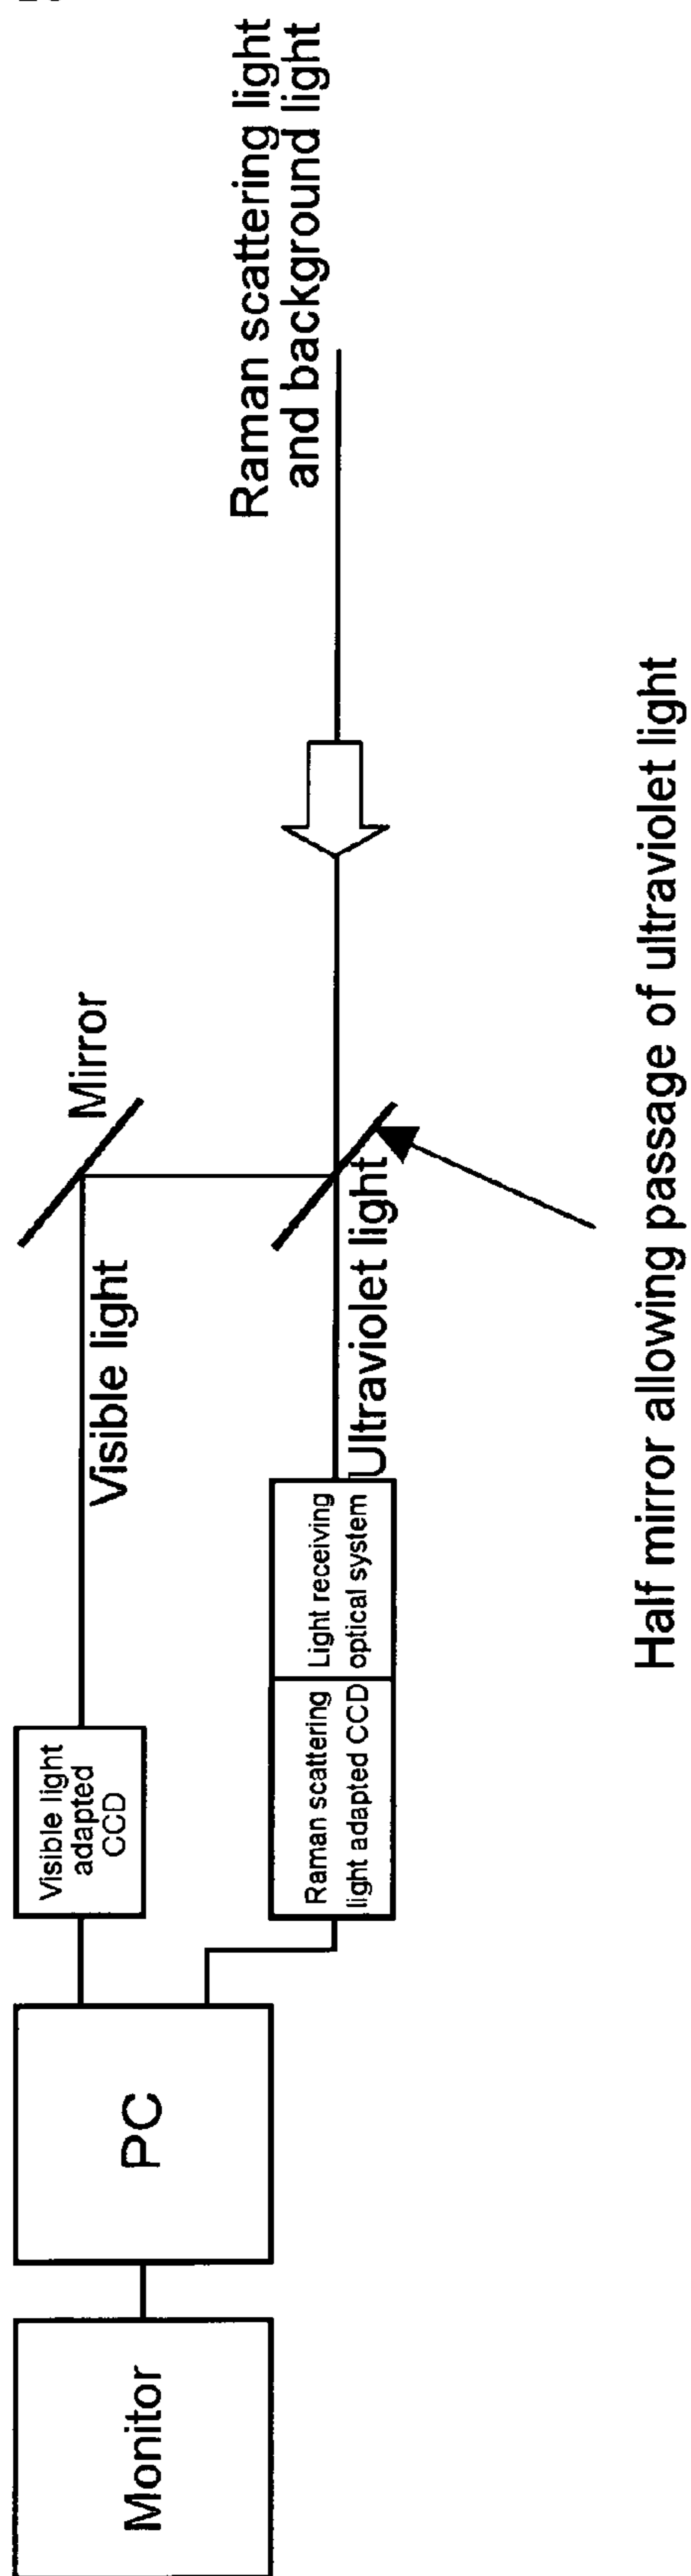 Raman scattering light
and background light
Mirror
Visible light
Ultraviolet light
Half mirror allowing passage of ultraviolet light
Visible light
adapted
CCD
Light receiving
optical system
Raman scattering
light adapted CCD
PC
Monitor